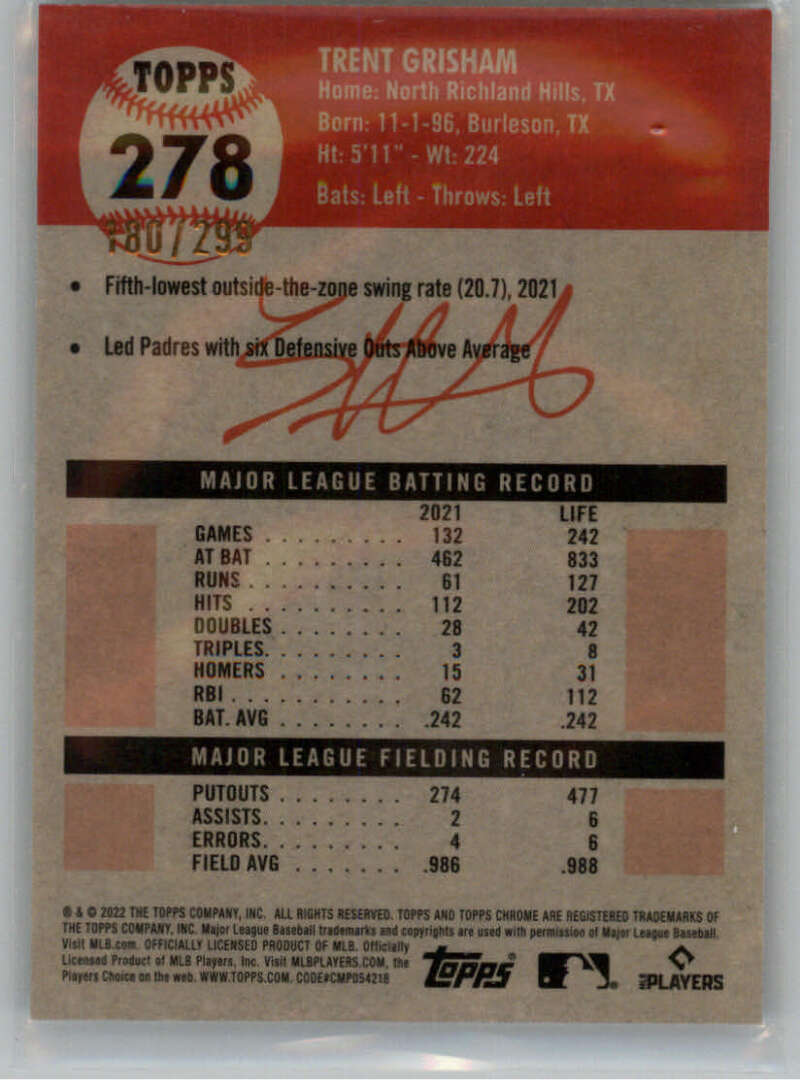 TOPPS
278
180/299
TRENT GRISHAM
Home: North Richland Hills, TX
Born: 11-1-96, Burleson, TX
Ht: 5'11" - Wt: 224
Bats: Left - Throws: Left
• Fifth-lowest outside-the-zone swing rate (20.7), 2021
• Led Padres with six Defensive Outs Above Average
MAJOR LEAGUE BATTING RECORD
2021 LIFE
GAMES . . . . . . . . . 132 242
AT BAT . . . . . . . . . 462 833
RUNS . . . . . . . . . . 61 127
HITS . . . . . . . . . . 112 202
DOUBLES . . . . . . . . 28 42
TRIPLES. . . . . . . . . 3 8
HOMERS . . . . . . . . 15 31
RBI . . . . . . . . . . . 62 112
BAT. AVG . . . . . . . . .242 .242
MAJOR LEAGUE FIELDING RECORD
PUTOUTS . . . . . . . . 274 477
ASSISTS. . . . . . . . . 2 6
ERRORS. . . . . . . . . 4 6
FIELD AVG . . . . . . . .986 .988
® & © 2022 THE TOPPS COMPANY, INC. ALL RIGHTS RESERVED. TOPPS AND TOPPS CHROME ARE REGISTERED TRADEMARKS OF
THE TOPPS COMPANY, INC. Major League Baseball trademarks and copyrights are used with permission of Major League Baseball.
Visit MLB.com. OFFICIALLY LICENSED PRODUCT OF MLB. Officially
Licensed Product of MLB Players, Inc. Visit MLBPLAYERS.COM, the
Players Choice on the web. WWW.TOPPS.COM. CODE#CMP054218
topps®
MLB PLAYERS